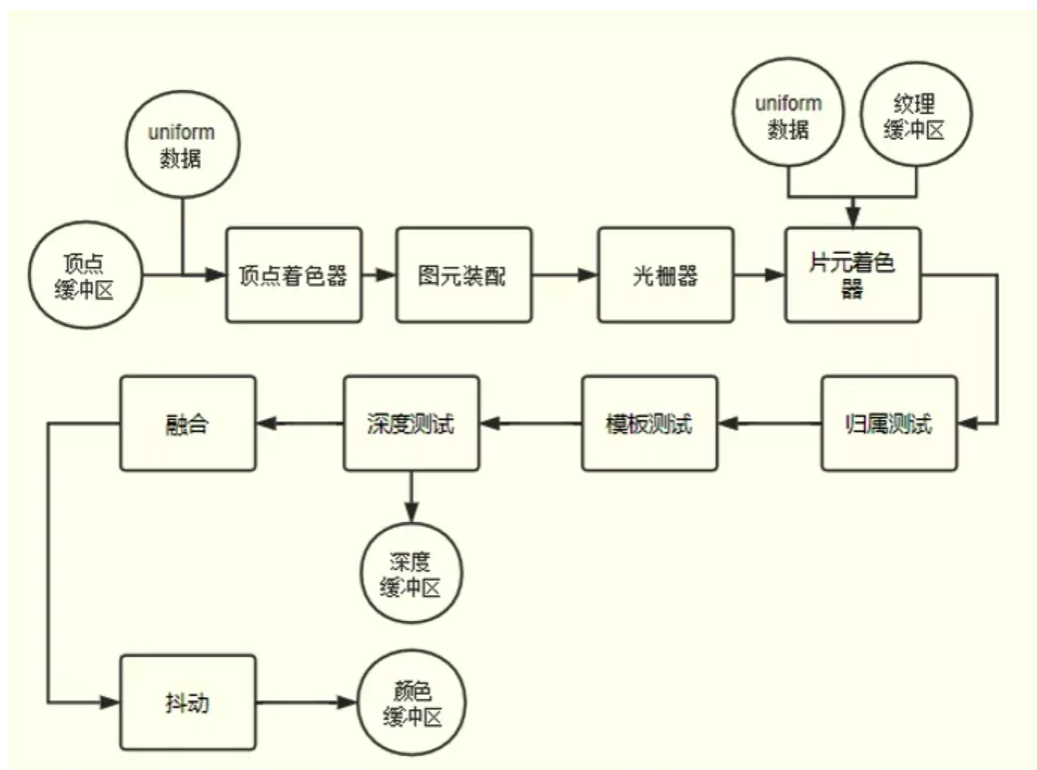 uniform
数据
纹理
缓冲区
uniform
数据
顶点
缓冲区
顶点着色器
图元装配
光栅器
片元着色
器
融合
深度测试
模板测试
归属测试
深度
缓冲区
抖动
颜色
缓冲区